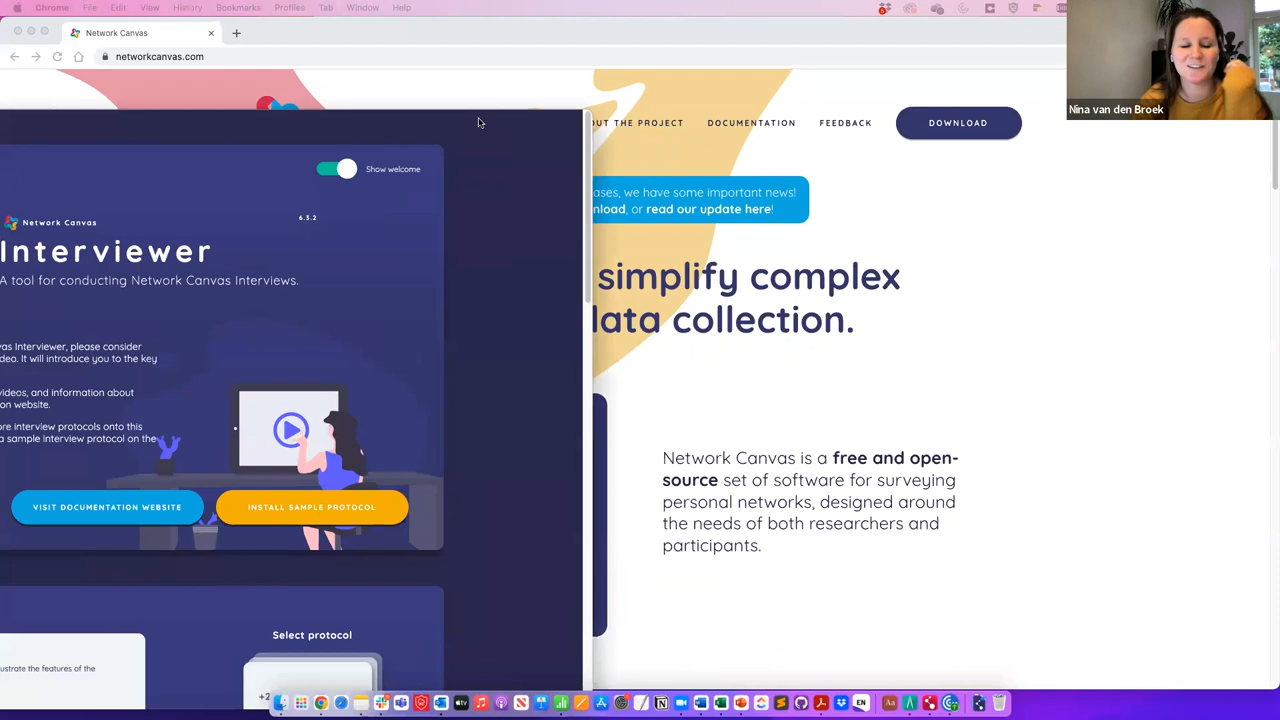 Chrome File Edit View History Bookmarks Profiles Tab Window Help
Network Canvas
networkcanvas.com
Nina van den Broek
OUT THE PROJECT DOCUMENTATION FEEDBACK DOWNLOAD
Show welcome
ases, we have some important news!
nload, or read our update here!
Network Canvas
6.3.2
Interviewer
A tool for conducting Network Canvas Interviews.
simplify complex
data collection.
vas Interviewer, please consider
deo. It will introduce you to the key
videos, and information about
on website.
ore interview protocols onto this
a sample interview protocol on the
VISIT DOCUMENTATION WEBSITE
INSTALL SAMPLE PROTOCOL
Network Canvas is a free and open-
source set of software for surveying
personal networks, designed around
the needs of both researchers and
participants.
Select protocol
ustrate the features of the
+2
EN